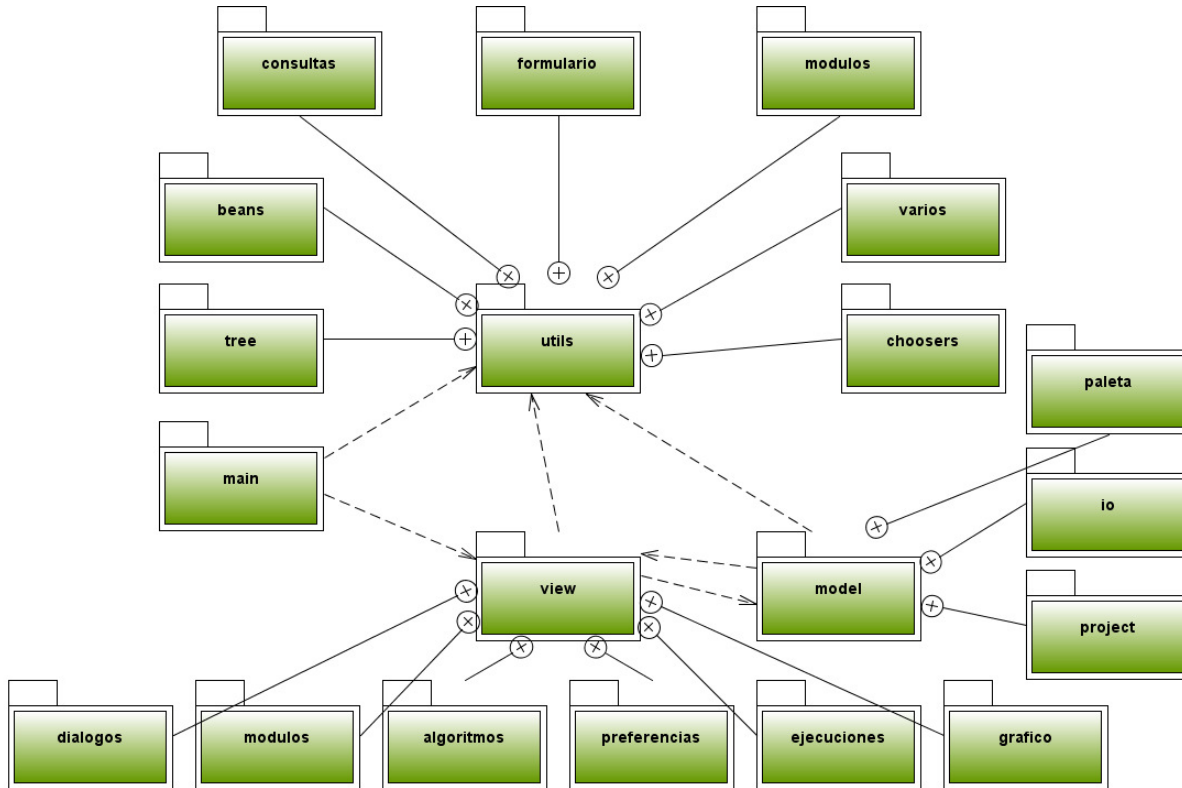 consultas
formulario
modulos
beans
varios
tree
utils
choosers
paleta
main
io
view
model
project
dialogos
modulos
algoritmos
preferencias
ejecuciones
grafico